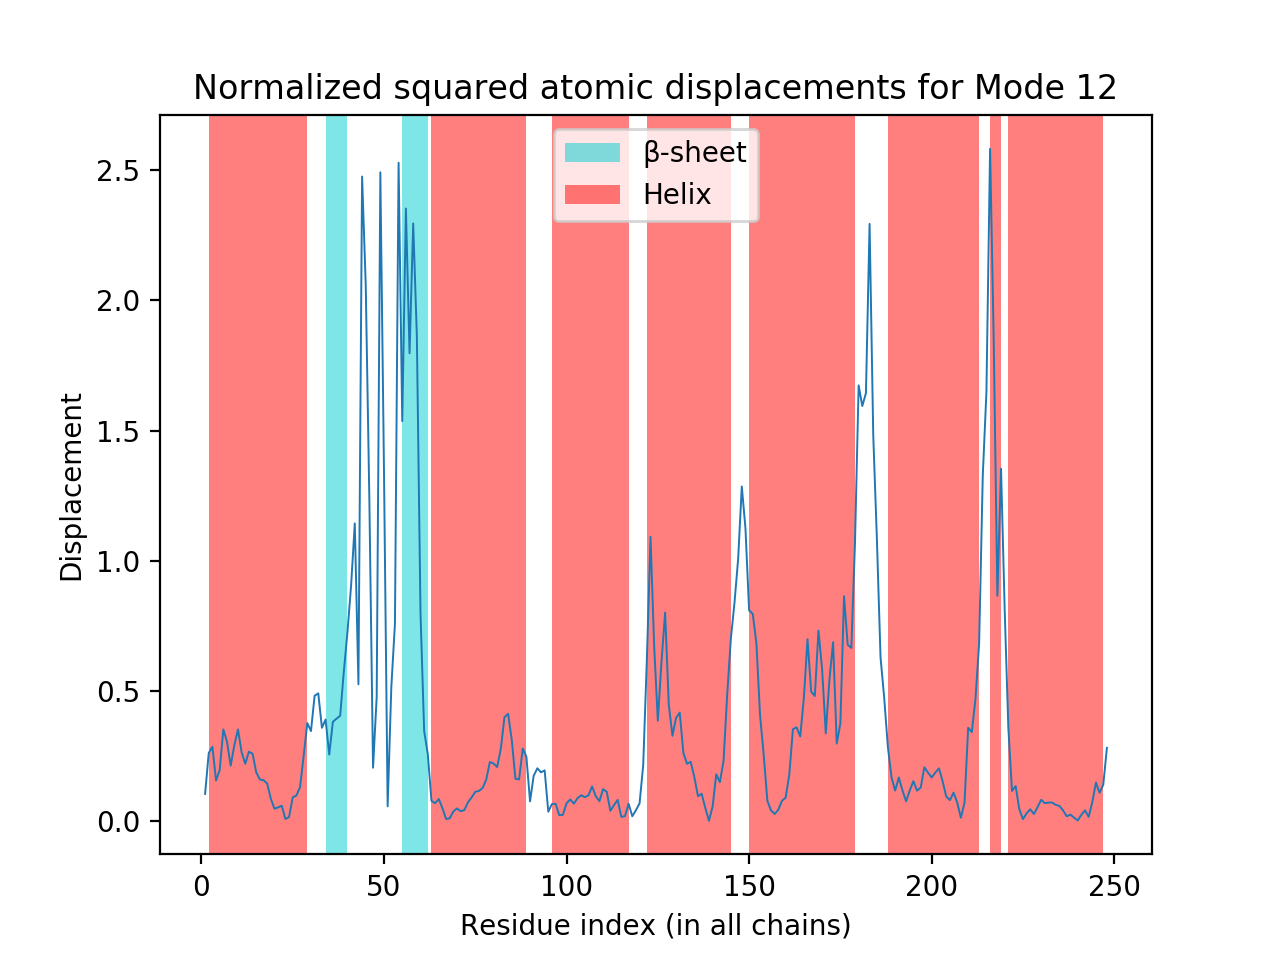 Normalized squared atomic displacements for Mode 12
β-sheet
Helix
2.5
2.0
1.5
1.0
0.5
0.0
Displacement
0 50 100 150 200 250
Residue index (in all chains)